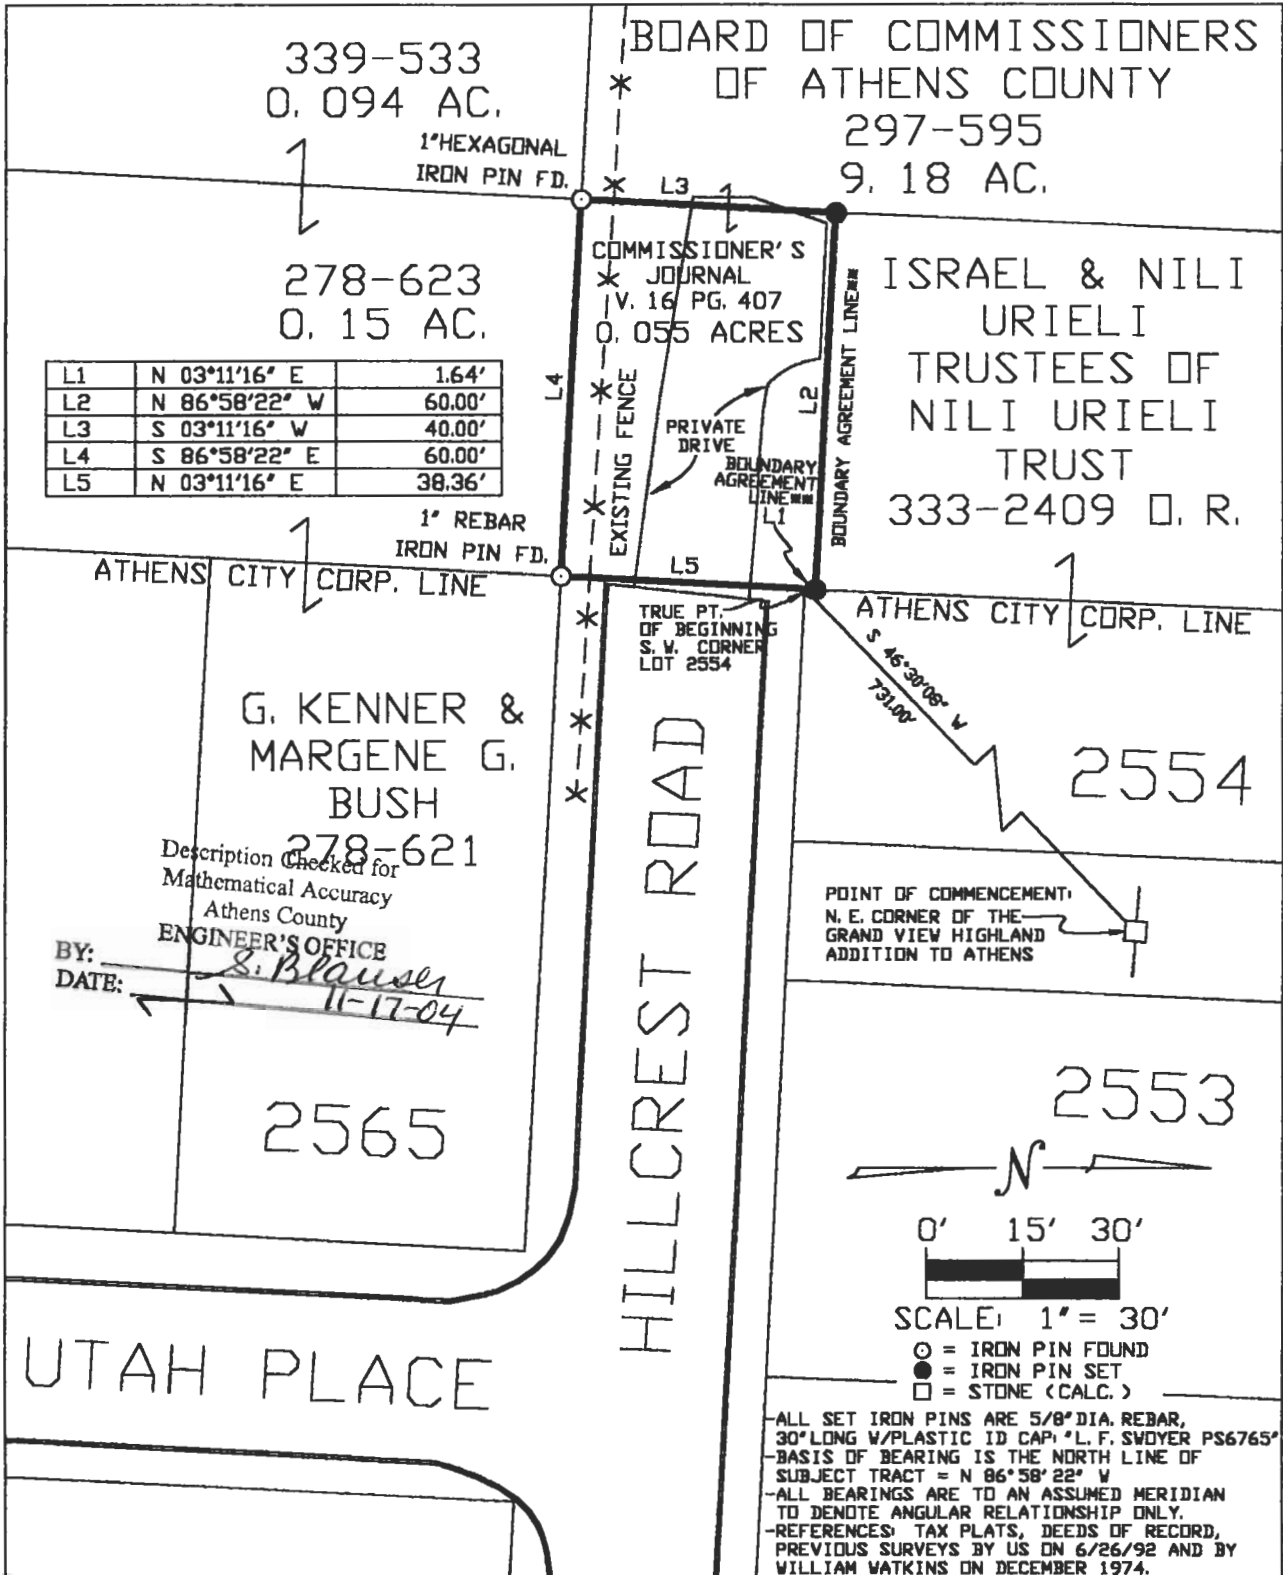 339-533
0.094 AC.
1"HEXAGONAL
IRON PIN FD.
BOARD OF COMMISSIONERS
OF ATHENS COUNTY
297-595
9.18 AC.
L3
278-623
0.15 AC.
COMMISSIONER'S
JOURNAL
V. 16 PG. 407
0.055 ACRES
ISRAEL & NILI
URIELI
TRUSTEES OF
NILI URIELI
TRUST
333-2409 O.R.
L1 N 03°11'16" E 1.64'
L2 N 86°58'22" W 60.00'
L3 S 03°11'16" W 40.00'
L4 S 86°58'22" E 60.00'
L5 N 03°11'16" E 38.36'
L4
EXISTING FENCE
PRIVATE
DRIVE
L2
BOUNDARY AGREEMENT LINE**
BOUNDARY
AGREEMENT
LINE**
L1
1" REBAR
IRON PIN FD.
L5
ATHENS CITY CORP. LINE
TRUE PT.
OF BEGINNING
S. W. CORNER
LOT 2554
ATHENS CITY CORP. LINE
S 46°30'08" W
731.00'
G. KENNER &
MARGENE G.
BUSH
278-621
2554
Description Checked for
Mathematical Accuracy
Athens County
ENGINEER'S OFFICE
BY: S. Blauser
DATE: 11-17-04
POINT OF COMMENCEMENT:
N. E. CORNER OF THE
GRAND VIEW HIGHLAND
ADDITION TO ATHENS
HILLCREST ROAD
2565
2553
N
0' 15' 30'
SCALE: 1" = 30'
= IRON PIN FOUND
= IRON PIN SET
= STONE (CALC.)
UTAH PLACE
-ALL SET IRON PINS ARE 5/8" DIA. REBAR,
30" LONG W/PLASTIC ID CAP: "L. F. SWOYER PS6765"
-BASIS OF BEARING IS THE NORTH LINE OF
SUBJECT TRACT = N 86°58'22" W
-ALL BEARINGS ARE TO AN ASSUMED MERIDIAN
TO DENOTE ANGULAR RELATIONSHIP ONLY.
-REFERENCES: TAX PLATS, DEEDS OF RECORD,
PREVIOUS SURVEYS BY US ON 6/26/92 AND BY
WILLIAM WATKINS ON DECEMBER 1974.